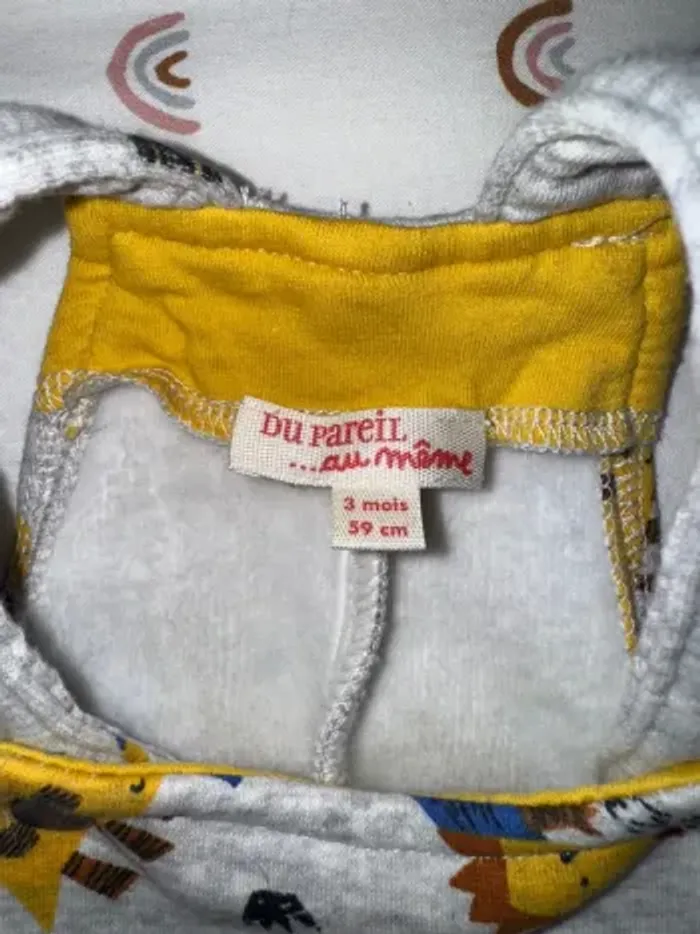 Du pareil
...au même
3 mois
59 cm